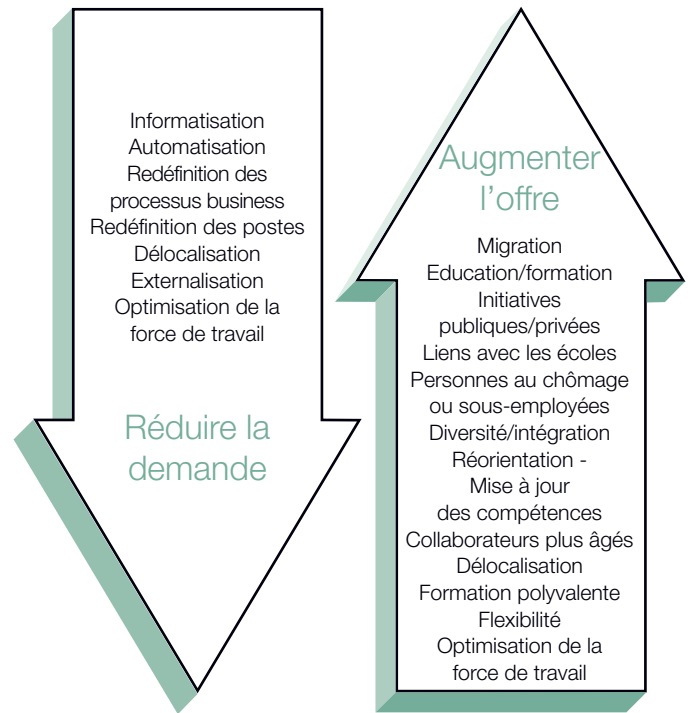 Informatisation
Automatisation
Redéfinition des
processus business
Redéfinition des postes
Délocalisation
Externalisation
Optimisation de la
force de travail
Réduire la
demande
Augmenter
l’offre
Migration
Education/formation
Initiatives
publiques/privées
Liens avec les écoles
Personnes au chômage
ou sous-employées
Diversité/intégration
Réorientation -
Mise à jour
des compétences
Collaborateurs plus âgés
Délocalisation
Formation polyvalente
Flexibilité
Optimisation de la
force de travail